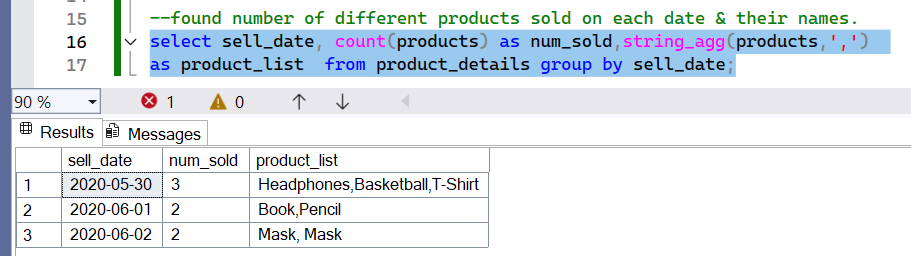 15
--found number of different products sold on each date & their names.
16
select sell_date, count(products) as num_sold,string_agg(products,',')
17
as product_list  from product_details group by sell_date;
90 %
1
0
Results
Messages
sell_date num_sold product_list
1 2020-05-30 3 Headphones,Basketball,T-Shirt
2 2020-06-01 2 Book,Pencil
3 2020-06-02 2 Mask, Mask